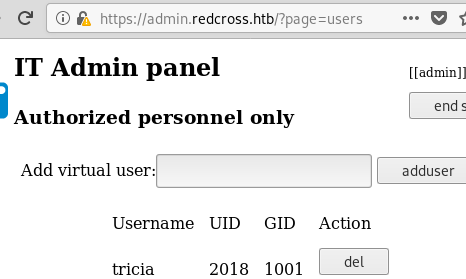 https://admin.redcross.htb/?page=users
IT Admin panel
[[admin]]
end s
Authorized personnel only
Add virtual user:
adduser
Username UID GID Action
tricia 2018 1001 del